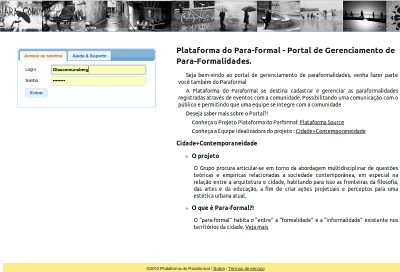 Acesso ao sistema
Ajuda & Reporte
Login
Glaucomunsberg
Senha
********
Entrar
Plataforma do Para-formal - Portal de Gerenciamento de
Para-Formalidades.
Seja bem-vindo ao portal de gerenciamento de paraformalidades, venha fazer parte
você também do Paraformal
A Plataforma do Paraformal se destina cadastrar e gerenciar as paraformalidades
registradas através de eventos com a comunidade. Possibilitando uma comunicação com o
público e permitindo que uma equipe se integre com a comunidade
Deseja saber mais sobre o Portal?!
Conheça o Projeto Plataforma do Parformal: Plataforma Source
Conheça a Equipe Idealizadora do projeto : Cidade+Contemporaneidade
Cidade+Contemporaneidade
O projeto
O Grupo procura articular-se em torno da abordagem multidisciplinar de questões
teóricas e empíricas relacionadas à sociedade contemporânea, em especial na
relação entre a arquitetura e cidade, habitando para isso as fronteiras da filosofia,
das artes e da educação, a fim de criar ações projetuais e perceptos para uma
estética urbana atual.
O que é Para-formal?!
O "para-formal" habita o "entre" a "formalidade" e a "informalidade" existente nos
territórios da cidade. Veja mais
©2012 Plataforma do Paraformal / Sobre · Termos de serviço